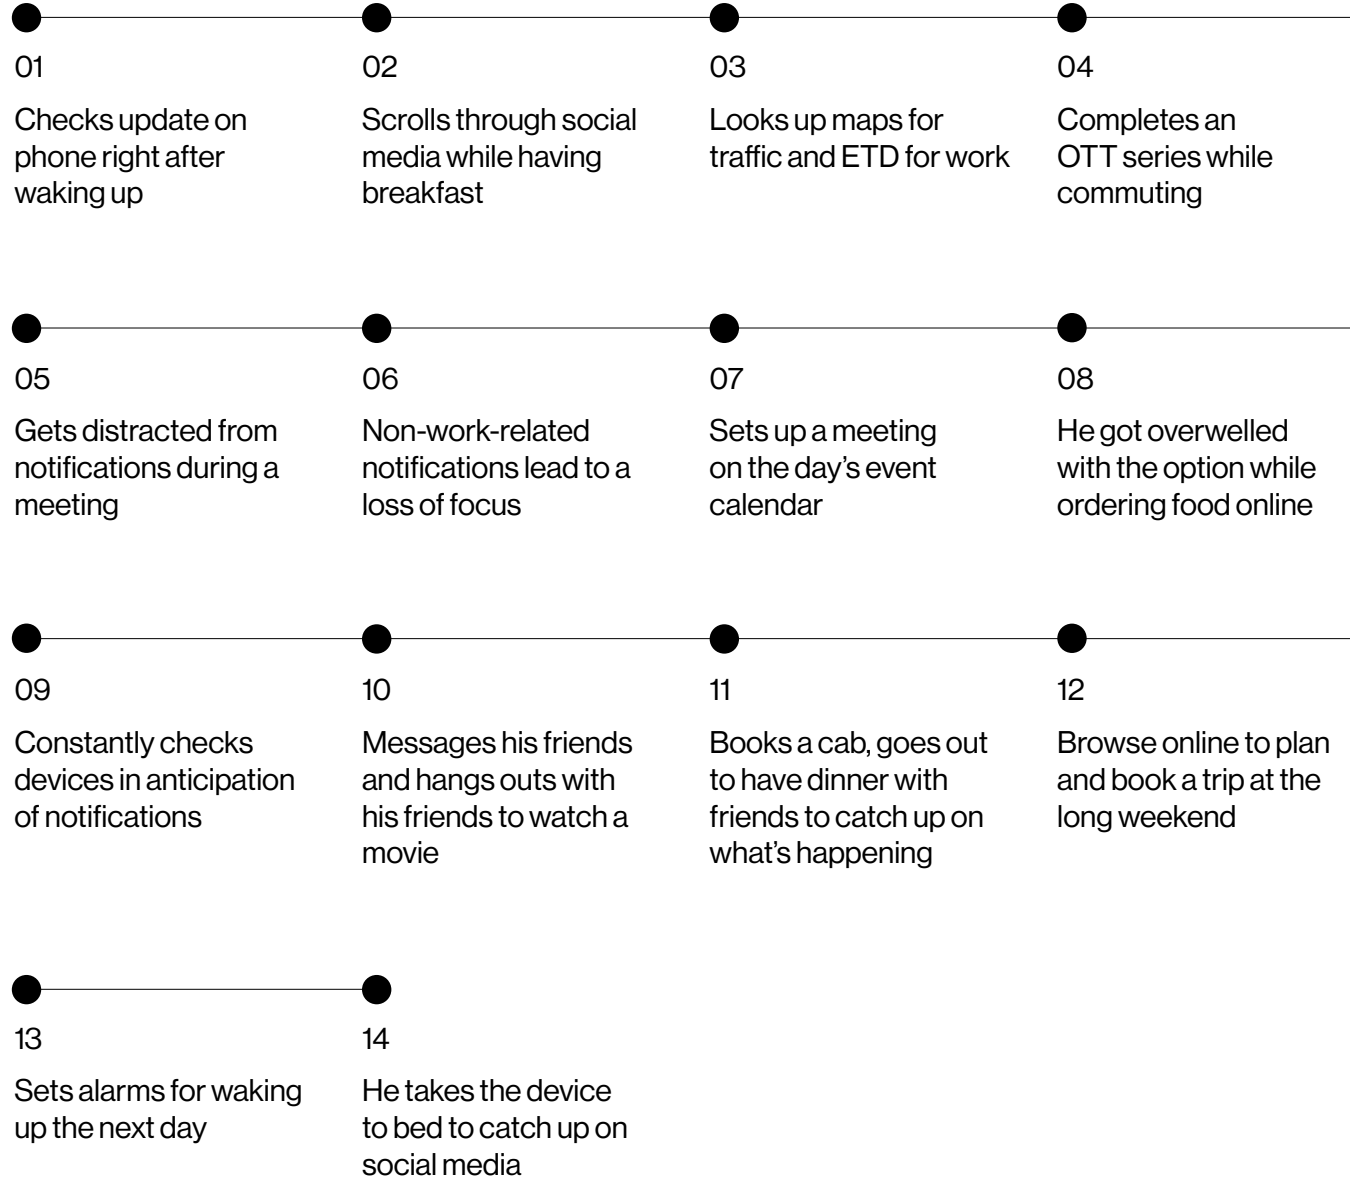 01
Checks update on
phone right after
waking up
02
Scrolls through social
media while having
breakfast
03
Looks up maps for
traffic and ETD for work
04
Completes an
OTT series while
commuting
05
Gets distracted from
notifications during a
meeting
06
Non-work-related
notifications lead to a
loss of focus
07
Sets up a meeting
on the day’s event
calendar
08
He got overwelled
with the option while
ordering food online
09
Constantly checks
devices in anticipation
of notifications
10
Messages his friends
and hangs outs with
his friends to watch a
movie
11
Books a cab, goes out
to have dinner with
friends to catch up on
what’s happening
12
Browse online to plan
and book a trip at the
long weekend
13
Sets alarms for waking
up the next day
14
He takes the device
to bed to catch up on
social media